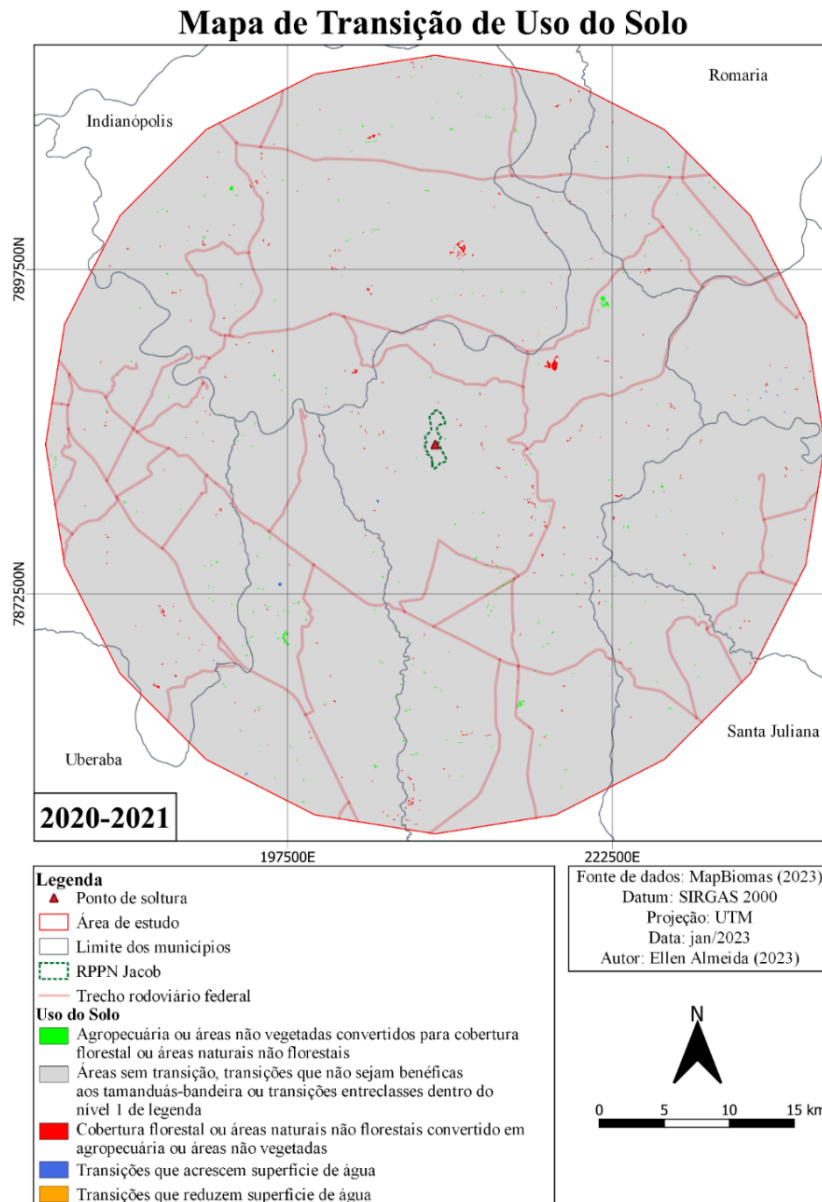 Mapa de Transição de Uso do Solo
Romaria
Indianópolis
7897500N
7872500N
Santa Juliana
Uberaba
2020-2021
197500E
222500E
Legenda
Ponto de soltura
Área de estudo
Limite dos municípios
RPPN Jacob
Trecho rodoviário federal
Uso do Solo
Agropecuária ou áreas não vegetadas convertidos para cobertura
florestal ou áreas naturais não florestais
Áreas sem transição, transições que não sejam benéficas
aos tamanduás-bandeira ou transições entreclasses dentro do
nível 1 de legenda
Cobertura florestal ou áreas naturais não florestais convertido em
agropecuária ou áreas não vegetadas
Transições que acrescem superfície de água
Transições que reduzem superfície de água
Fonte de dados: MapBiomas (2023)
Datum: SIRGAS 2000
Projeção: UTM
Data: jan/2023
Autor: Ellen Almeida (2023)
N
0 5 10 15 km